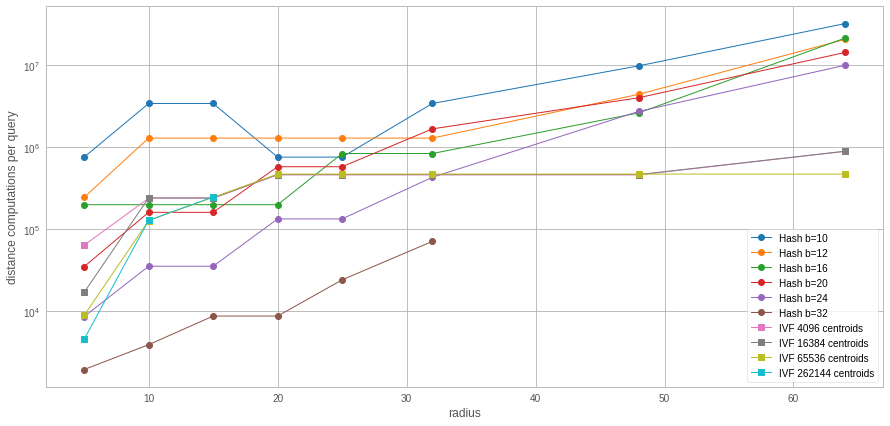 distance computations per query
10⁷
10⁶
10⁵
10⁴
Hash b=10
Hash b=12
Hash b=16
Hash b=20
Hash b=24
Hash b=32
IVF 4096 centroids
IVF 16384 centroids
IVF 65536 centroids
IVF 262144 centroids
10 20 30 40 50 60
radius